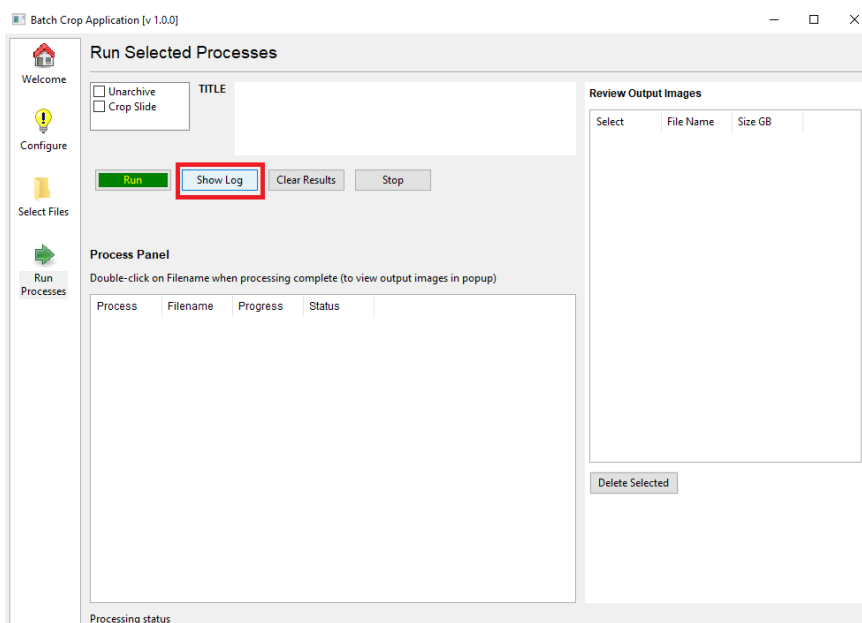 Batch Crop Application [v 1.0.0]
Welcome
Configure
Select Files
Run
Processes
Run Selected Processes
Unarchive
Crop Slide
TITLE
Run
Show Log
Clear Results
Stop
Process Panel
Double-click on Filename when processing complete (to view output images in popup)
Process Filename Progress Status
Processing status
Review Output Images
Select File Name Size GB
Delete Selected